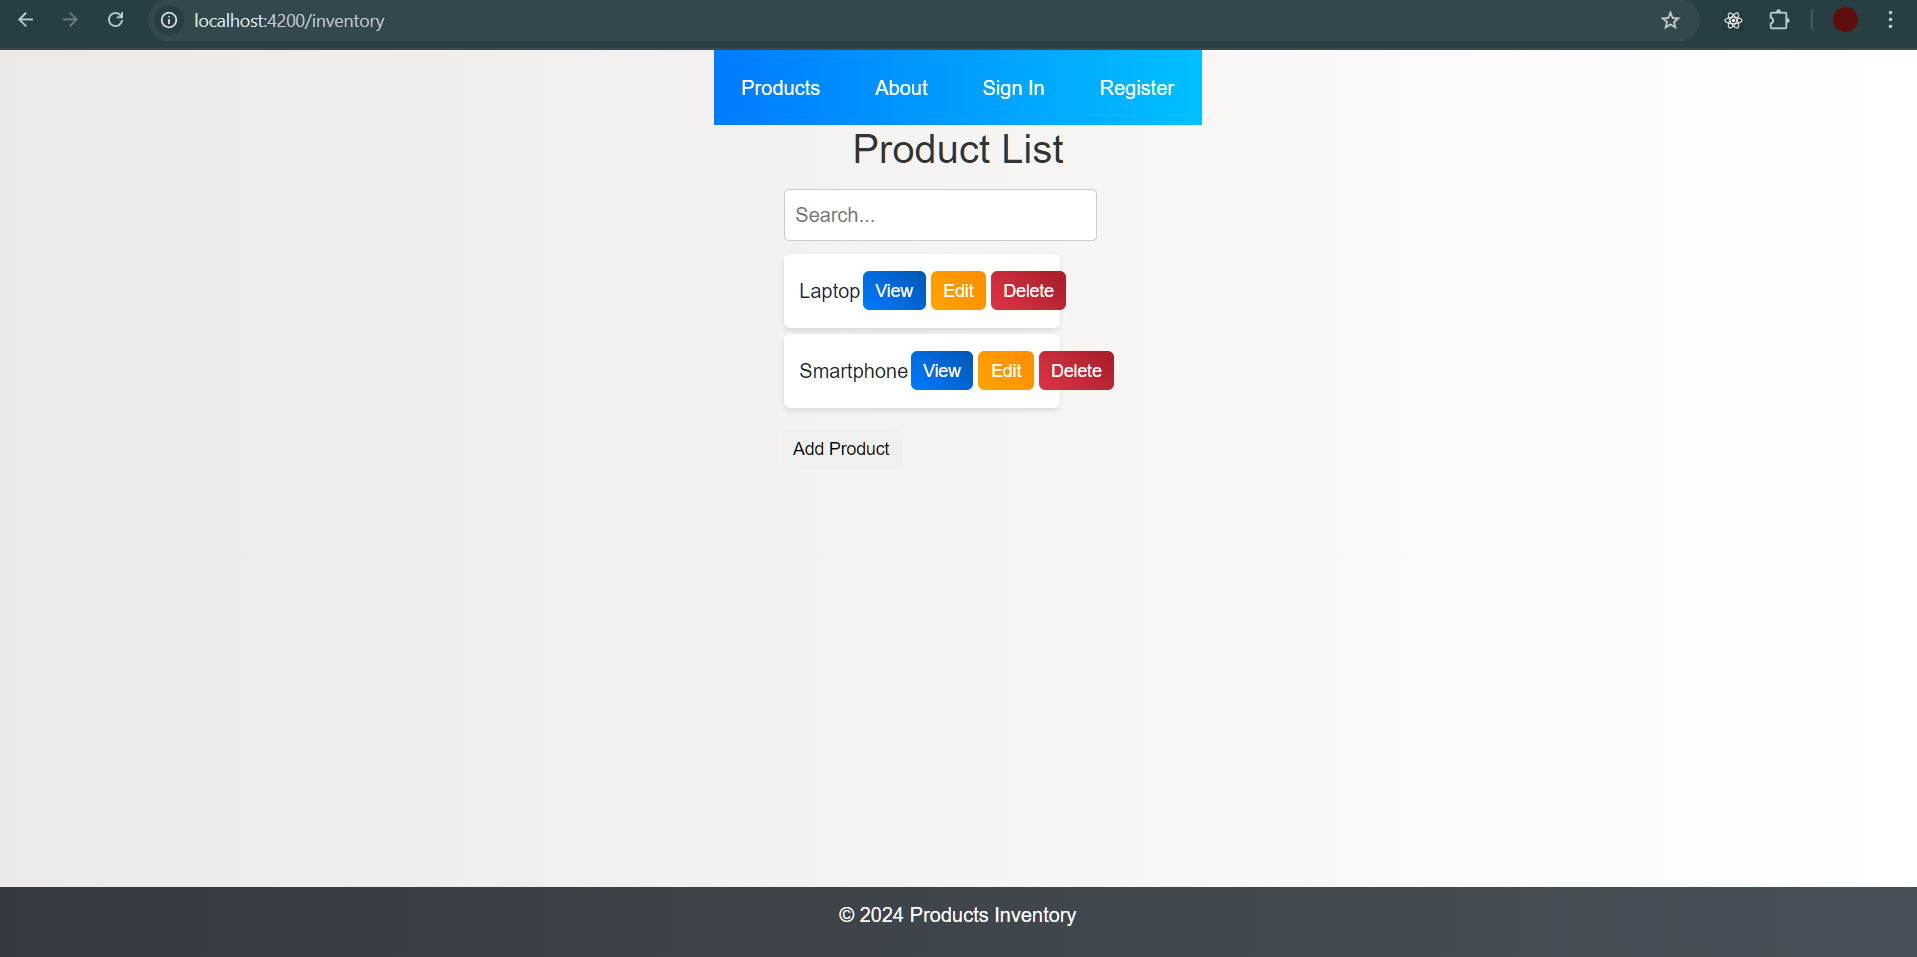 localhost:4200/inventory
Products About Sign In Register
Product List
Search...
Laptop View Edit Delete
Smartphone View Edit Delete
Add Product
© 2024 Products Inventory